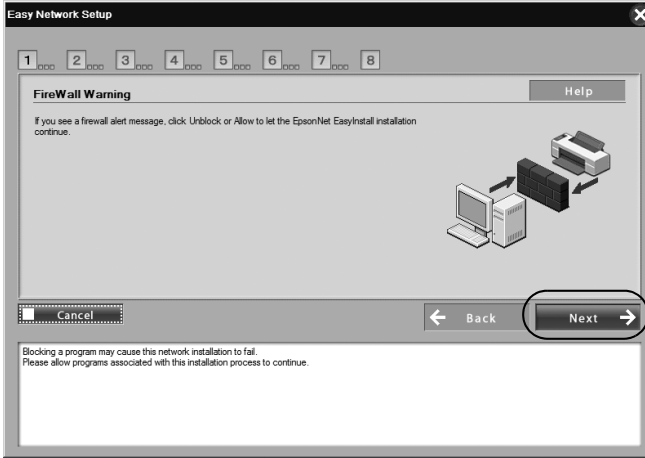 Easy Network Setup
1 2 3 4 5 6 7 8
FireWall Warning
Help
If you see a firewall alert message, click Unblock or Allow to let the EpsonNet EasyInstall installation
continue.
Cancel
Back
Next
Blocking a program may cause this network installation to fail.
Please allow programs associated with this installation process to continue.